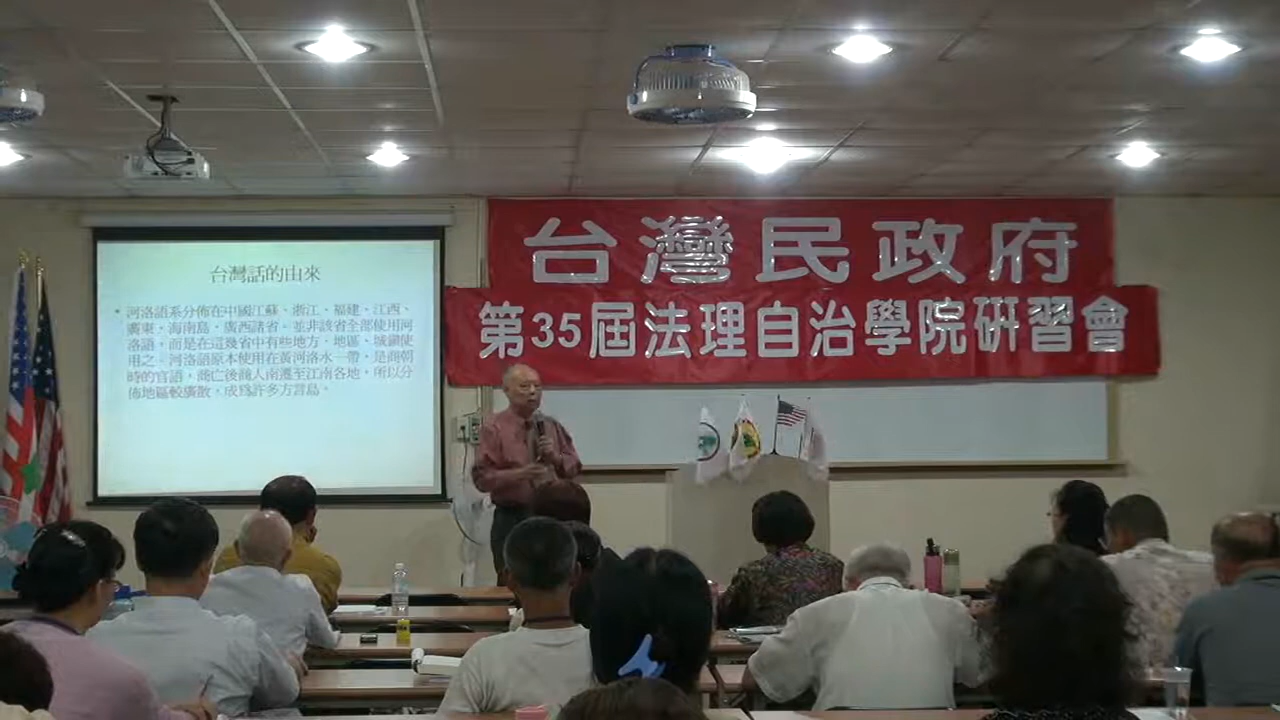 台灣民政府
第35屆法理自治學院研習會
台灣話的由來
• 河洛語系分佈在中國江蘇、浙江、福建、江西、
廣東、海南島、廣西諸省。並非該省全部使用河
洛語，而是在這幾省中有些地方、地區、城鎮使
用之。河洛語原本使用在黃河洛水一帶，是商朝
時的官語，商亡後商人南遷至江南各地，所以分
佈地區較廣散，成為許多方言島。